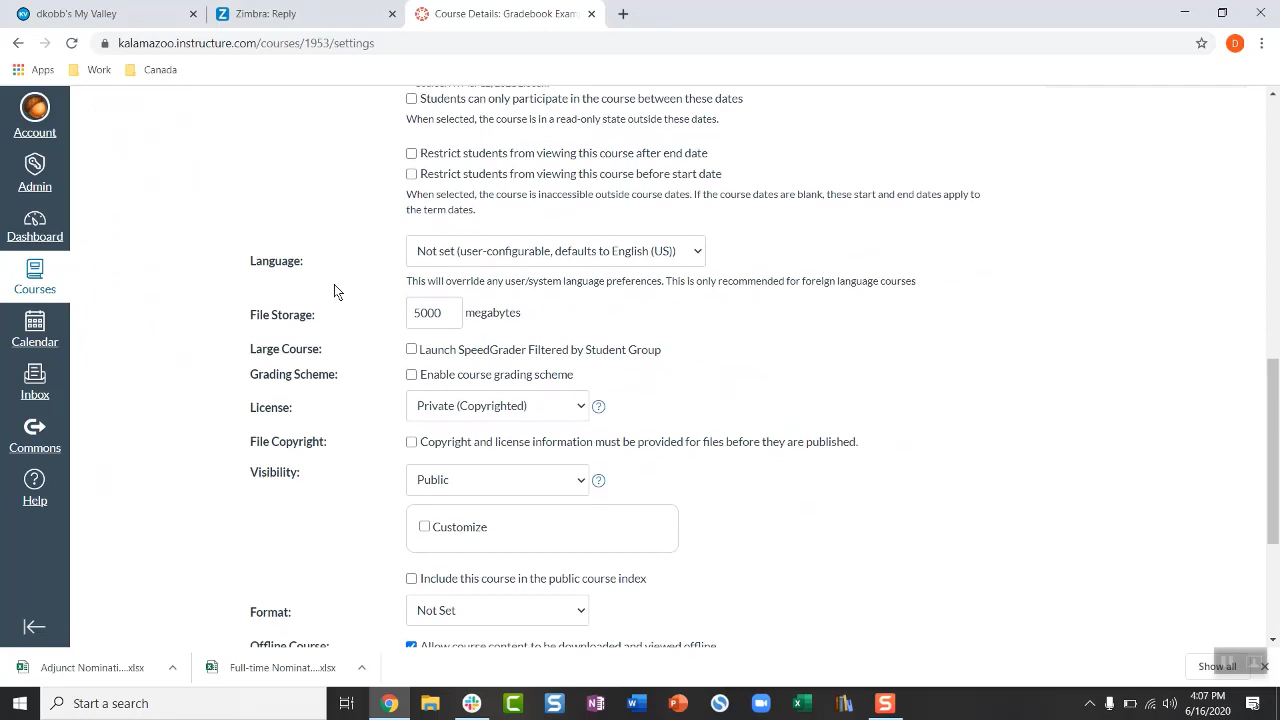 dkobb's My Valley
Zimbra: Reply
Course Details: Gradebook Exam
kalamazoo.instructure.com/courses/1953/settings
Apps
Work
Canada
Account
Admin
Dashboard
Courses
Calendar
Inbox
Commons
Help
Students can only participate in the course between these dates
When selected, the course is in a read-only state outside these dates.
Restrict students from viewing this course after end date
Restrict students from viewing this course before start date
When selected, the course is inaccessible outside course dates. If the course dates are blank, these start and end dates apply to
the term dates.
Language:
Not set (user-configurable, defaults to English (US))
This will override any user/system language preferences. This is only recommended for foreign language courses
File Storage:
5000 megabytes
Large Course:
Launch SpeedGrader Filtered by Student Group
Grading Scheme:
Enable course grading scheme
License:
Private (Copyrighted)
File Copyright:
Copyright and license information must be provided for files before they are published.
Visibility:
Public
Customize
Include this course in the public course index
Format:
Not Set
Offline Course:
Allow course content to be downloaded and viewed offline
Adjunct Nominati....xlsx
Full-time Nominat....xlsx
Show all
Start a search
4:07 PM
6/16/2020